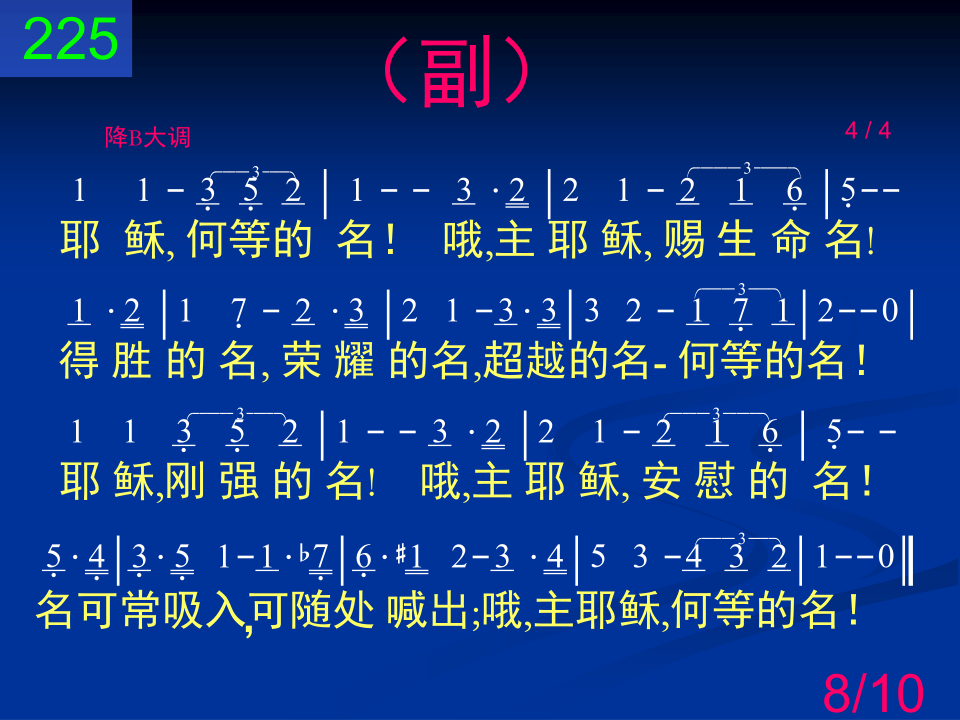 225
（副）
降B大调
4 / 4
1 1 - 3 5 2 | 1 - - 3 · 2 | 2 1 - 2 1 6 | 5 - -
耶 稣, 何等的 名！ 哦,主 耶 稣, 赐 生 命 名!
1 · 2 | 1 7 - 2 · 3 | 2 1 - 3 · 3 | 3 2 - 1 7 1 | 2 - - 0 |
得 胜 的 名, 荣 耀 的名,超越的名- 何等的名！
1 1 3 5 2 | 1 - - 3 · 2 | 2 1 - 2 1 6 | 5 - -
耶 稣,刚 强 的 名! 哦,主 耶 稣, 安 慰 的 名！
5 · 4 | 3 · 5 1 - 1 · ♭7 | 6 · #1 2 - 3 · 4 | 5 3 - 4 3 2 | 1 - - 0 ‖
名可常吸入,可随处 喊出;哦,主耶稣,何等的名！
8/10